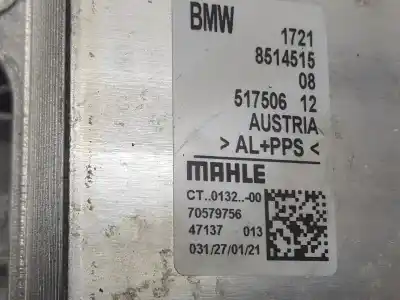 BMW 1721
8514515
08
517506 12
AUSTRIA
>AL+PPS<
MAHLE
CT..0132..-00
70579756
47137 013
031/27/01/21